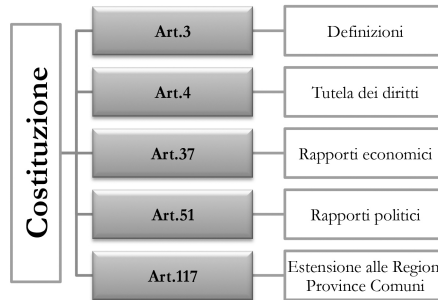 Costituzione
Art.3
Definizioni
Art.4
Tutela dei diritti
Art.37
Rapporti economici
Art.51
Rapporti politici
Art.117
Estensione alle Region
Province Comuni